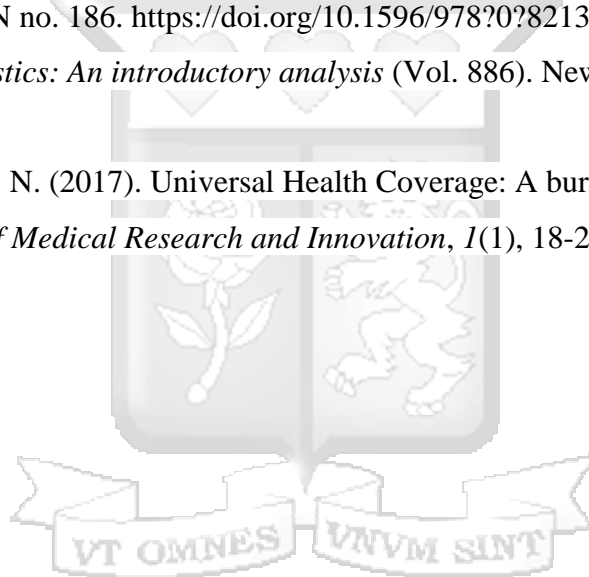 N no. 186. https://doi.org/10.1596/978?0?8213
stics: An introductory analysis (Vol. 886). New
N. (2017). Universal Health Coverage: A bur
f Medical Research and Innovation, 1(1), 18-2
VT OMNES VNVM SINT